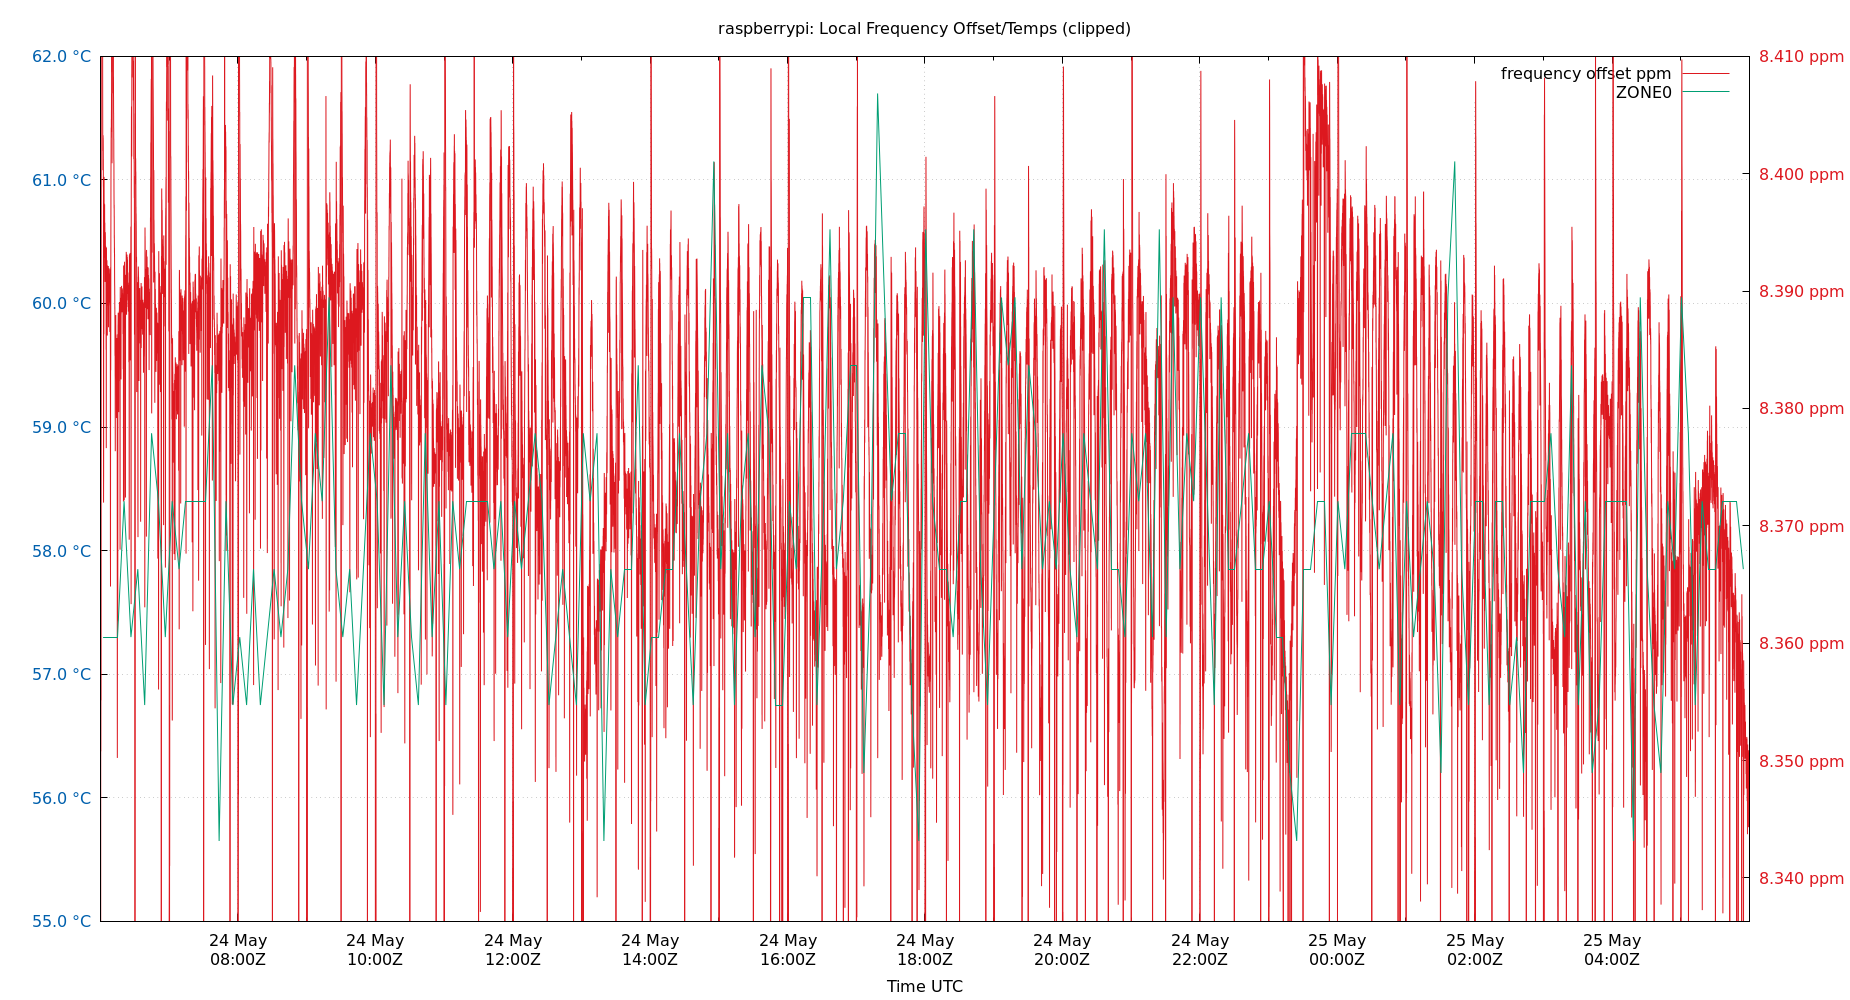 raspberrypi: Local Frequency Offset/Temps (clipped)
62.0 °C
61.0 °C
60.0 °C
59.0 °C
58.0 °C
57.0 °C
56.0 °C
55.0 °C
8.410 ppm
8.400 ppm
8.390 ppm
8.380 ppm
8.370 ppm
8.360 ppm
8.350 ppm
8.340 ppm
frequency offset ppm
ZONE0
24 May 24 May 24 May 24 May 24 May 24 May 24 May 24 May 25 May 25 May 25 May
08:00Z 10:00Z 12:00Z 14:00Z 16:00Z 18:00Z 20:00Z 22:00Z 00:00Z 02:00Z 04:00Z
Time UTC